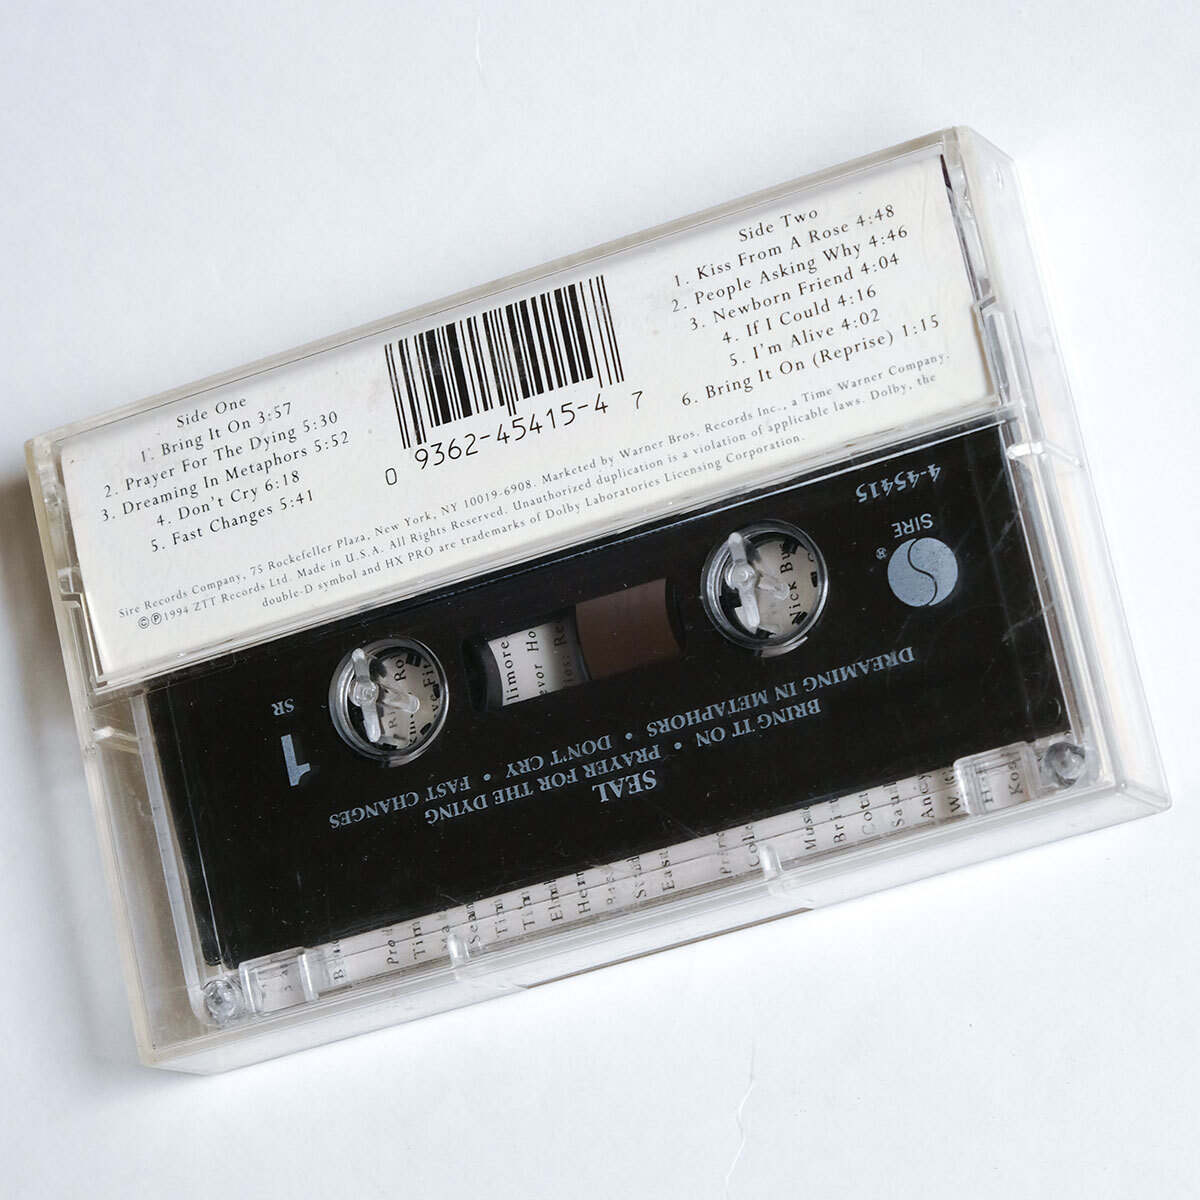 Side One
1. Bring It On 3:57
2. Prayer For The Dying 5:30
3. Dreaming In Metaphors 5:52
4. Don't Cry 6:18
5. Fast Changes 5:41
0 9362-45415-4 7
Side Two
1. Kiss From A Rose 4:48
2. People Asking Why 4:46
3. Newborn Friend 4:04
4. If I Could 4:16
5. I'm Alive 4:02
6. Bring It On (Reprise) 1:15
Sire Records Company, 75 Rockefeller Plaza, New York, NY 10019-6908. Marketed by Warner Bros. Records Inc., a Time Warner Company.
©℗1994 ZTT Records Ltd. Made in U.S.A. All Rights Reserved. Unauthorized duplication is a violation of applicable laws. Dolby, the
double-D symbol and HX PRO are trademarks of Dolby Laboratories Licensing Corporation.
4-45415
SIRE
®
SR
1
SEAL
BRING IT ON • PRAYER FOR THE DYING
DREAMING IN METAPHORS • DON'T CRY • FAST CHANGES
Nick